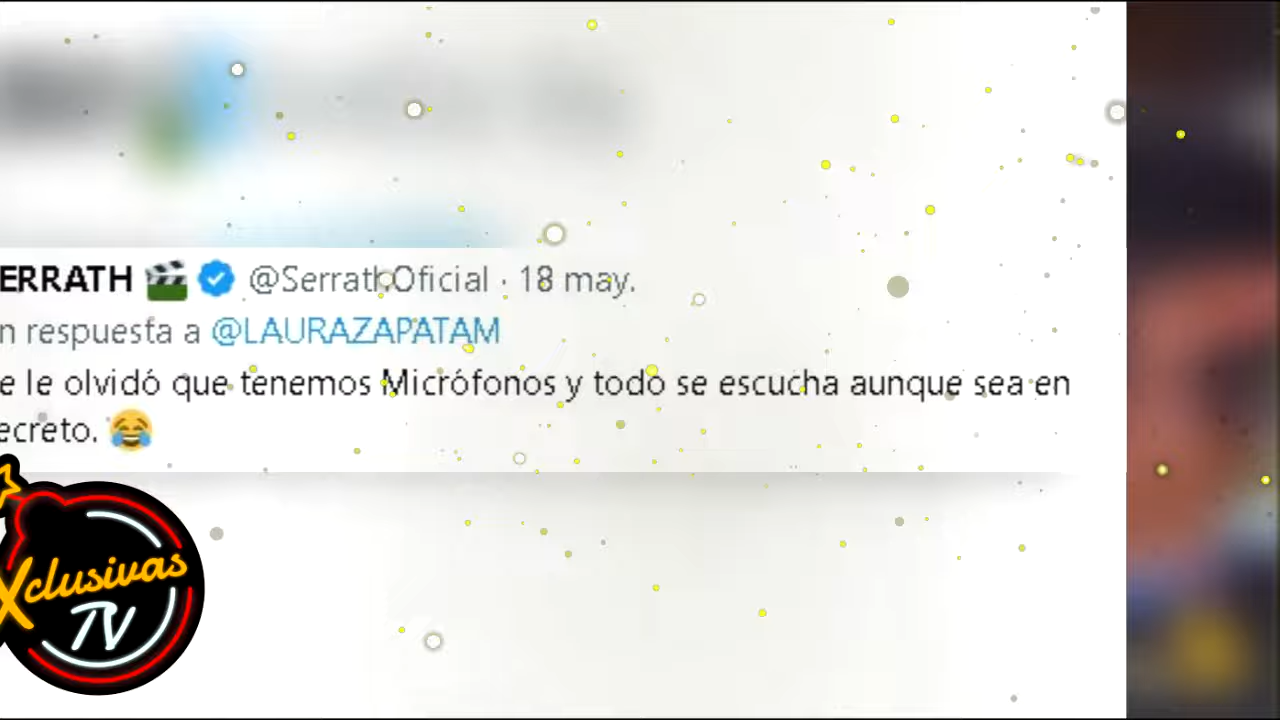 ERRATH 🎬 @SerrathOficial · 18 may.
n respuesta a @LAURAZAPATAM
e le olvidó que tenemos Micrófonos y todo se escucha aunque sea en
ecreto. 😂
Xclusivas
TV